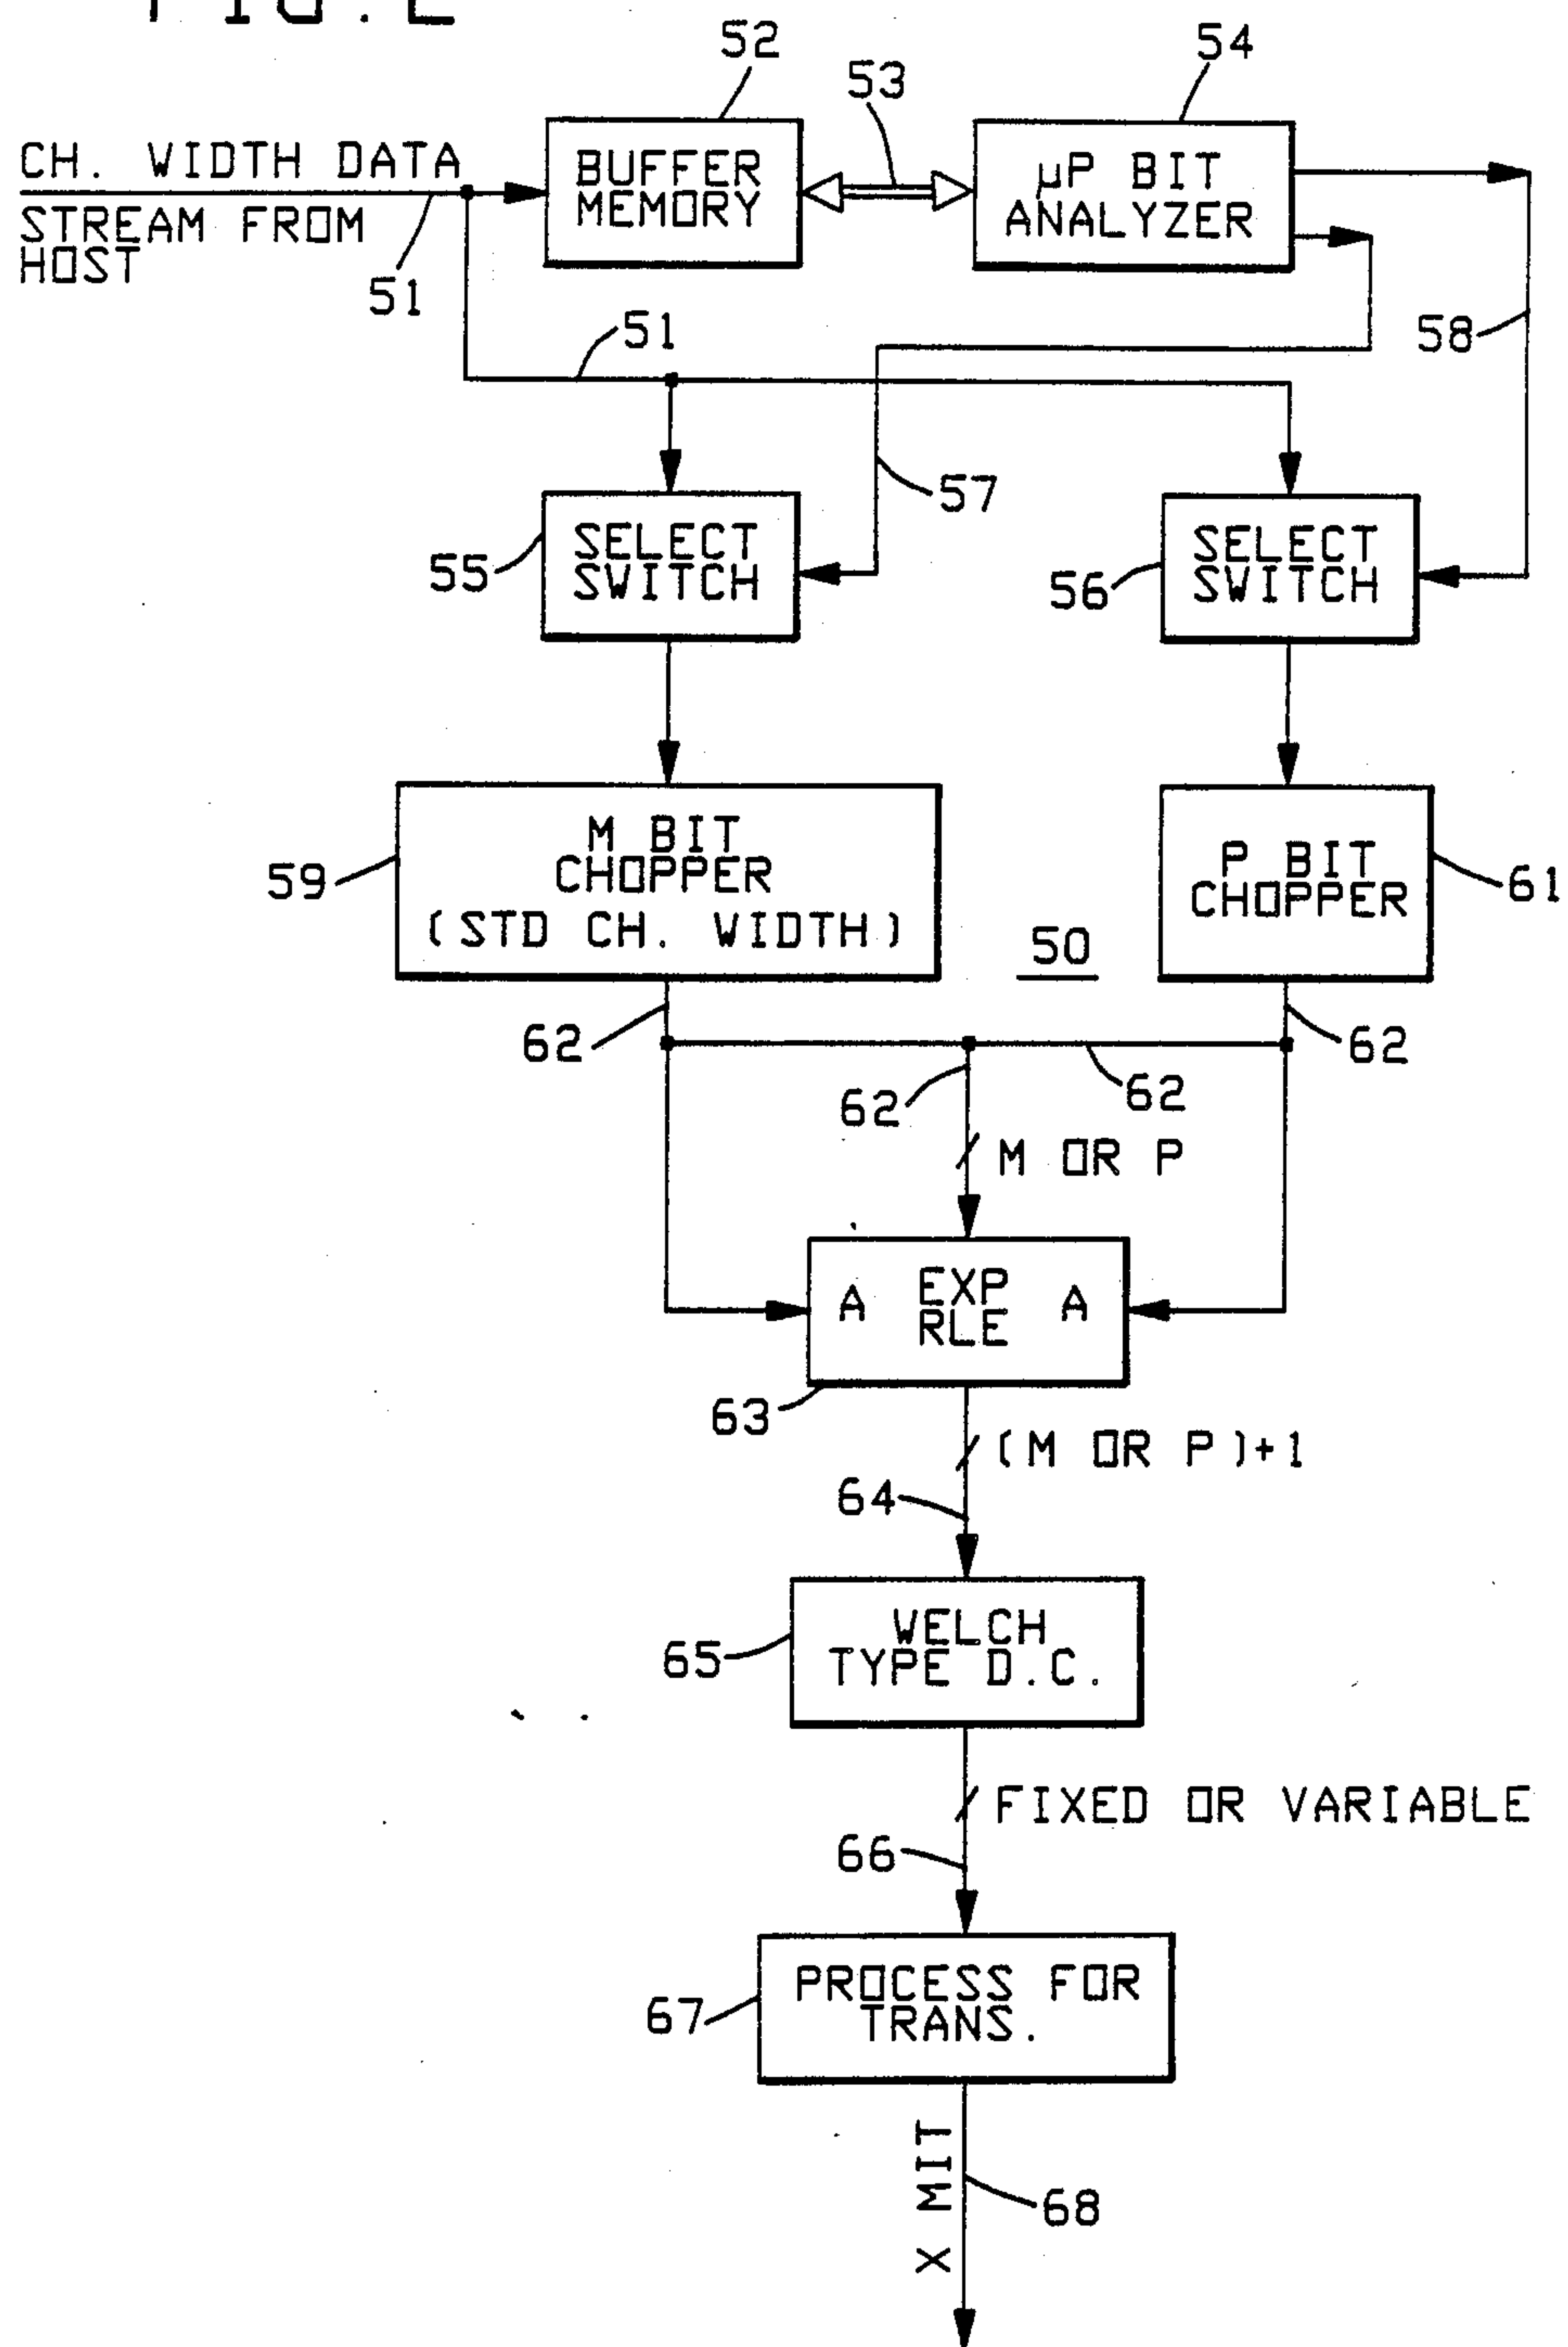 FIG. 2
52
53
54
CH. WIDTH DATA
STREAM FROM
HOST
51
BUFFER
MEMORY
µP BIT
ANALYZER
51
58
57
55
SELECT
SWITCH
56
SELECT
SWITCH
59
M BIT
CHOPPER
(STD CH. WIDTH)
P BIT
CHOPPER
61
50
62
62
62
62
M OR P
A EXP A
RLE
63
(M OR P)+1
64
65
WELCH
TYPE D.C.
FIXED OR VARIABLE
66
67
PROCESS FOR
TRANS.
X MIT
68